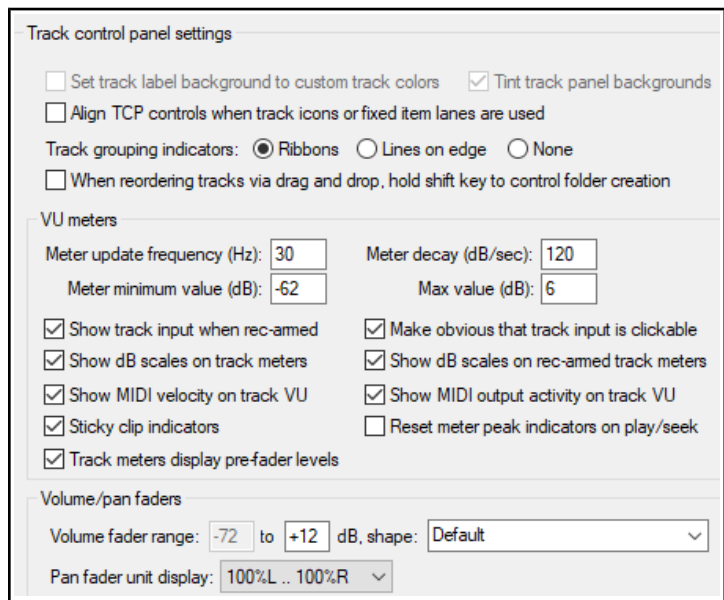 Track control panel settings
Set track label background to custom track colors Tint track panel backgrounds
Align TCP controls when track icons or fixed item lanes are used
Track grouping indicators: Ribbons Lines on edge None
When reordering tracks via drag and drop, hold shift key to control folder creation
VU meters
Meter update frequency (Hz): 30 Meter decay (dB/sec): 120
Meter minimum value (dB): -62 Max value (dB): 6
Show track input when rec-armed Make obvious that track input is clickable
Show dB scales on track meters Show dB scales on rec-armed track meters
Show MIDI velocity on track VU Show MIDI output activity on track VU
Sticky clip indicators Reset meter peak indicators on play/seek
Track meters display pre-fader levels
Volume/pan faders
Volume fader range: -72 to +12 dB, shape: Default
Pan fader unit display: 100%L .. 100%R